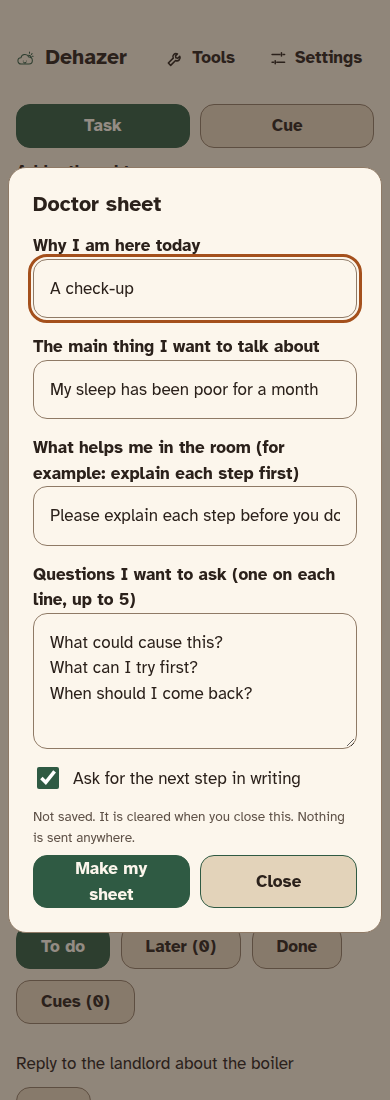 Dehazer
Tools
Settings
Task
Cue
Doctor sheet
Why I am here today
A check-up
The main thing I want to talk about
My sleep has been poor for a month
What helps me in the room (for
example: explain each step first)
Please explain each step before you do
Questions I want to ask (one on each
line, up to 5)
What could cause this?
What can I try first?
When should I come back?
Ask for the next step in writing
Not saved. It is cleared when you close this. Nothing
is sent anywhere.
Make my
sheet
Close
To do
Later (0)
Done
Cues (0)
Reply to the landlord about the boiler